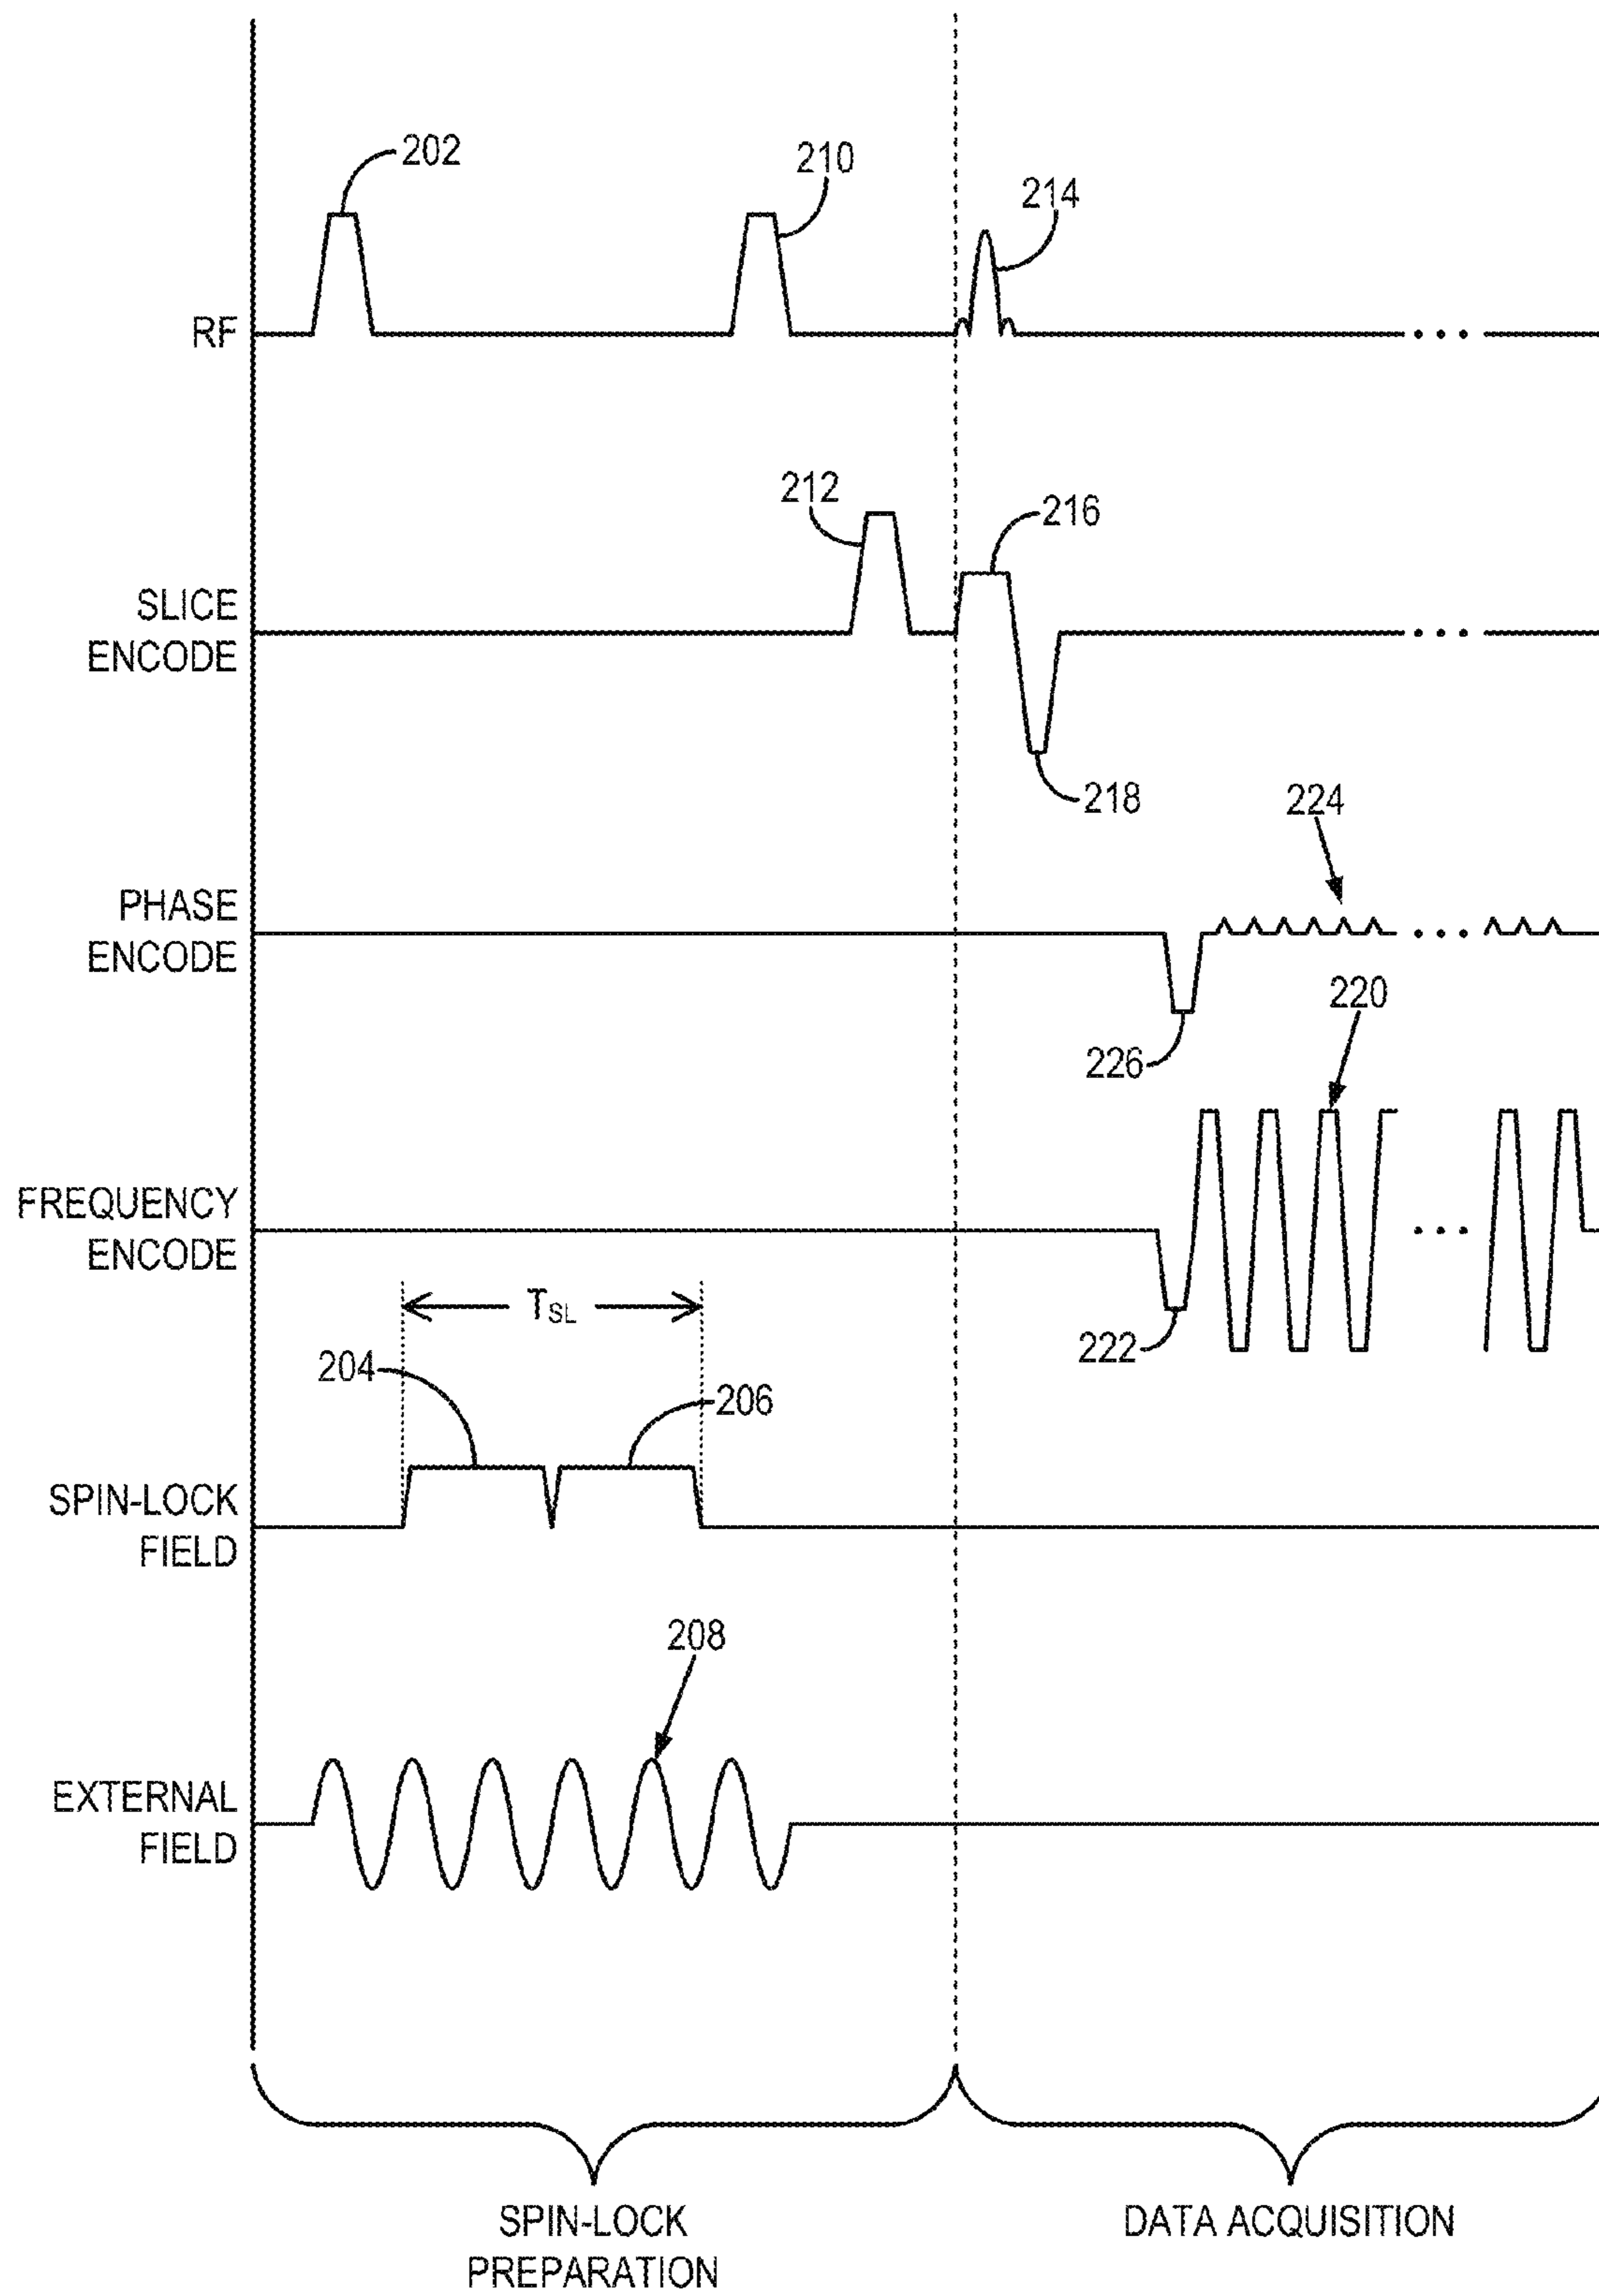 202
210
214
RF
212
216
SLICE
ENCODE
218
224
PHASE
ENCODE
...
226
220
FREQUENCY
ENCODE
...
222
TSL
204
206
SPIN-LOCK
FIELD
208
EXTERNAL
FIELD
SPIN-LOCK
PREPARATION
DATA ACQUISITION